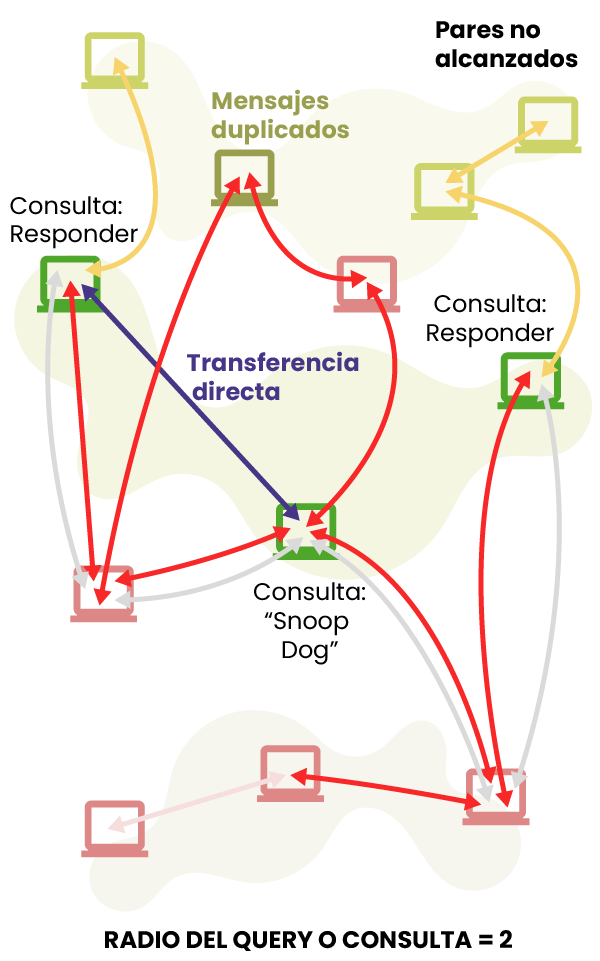 Pares no
alcanzados
Mensajes
duplicados
Consulta:
Responder
Consulta:
Responder
Transferencia
directa
Consulta:
“Snoop
Dog”
RADIO DEL QUERY O CONSULTA = 2